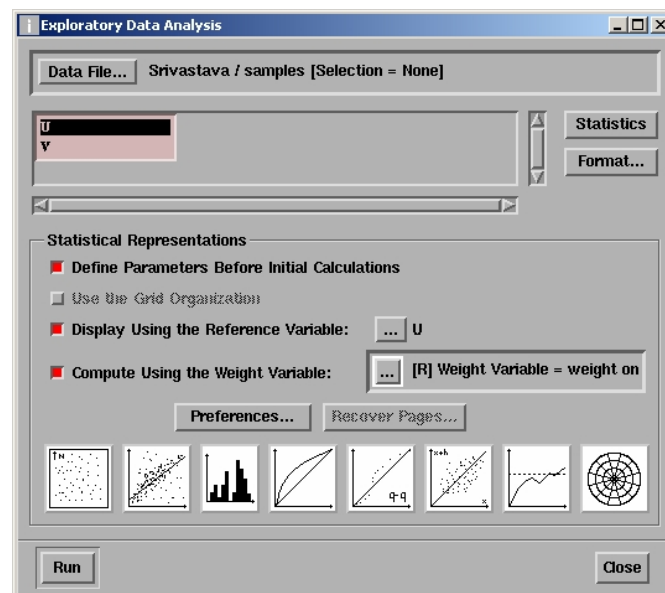 Exploratory Data Analysis
Data File... Srivastava / samples [Selection = None]
U
V
Statistics
Format...
Statistical Representations
Define Parameters Before Initial Calculations
Use the Grid Organization
Display Using the Reference Variable: ... U
Compute Using the Weight Variable: ... [R] Weight Variable = weight on
Preferences... Recover Pages...
N
q-q
x+h
x
Run Close